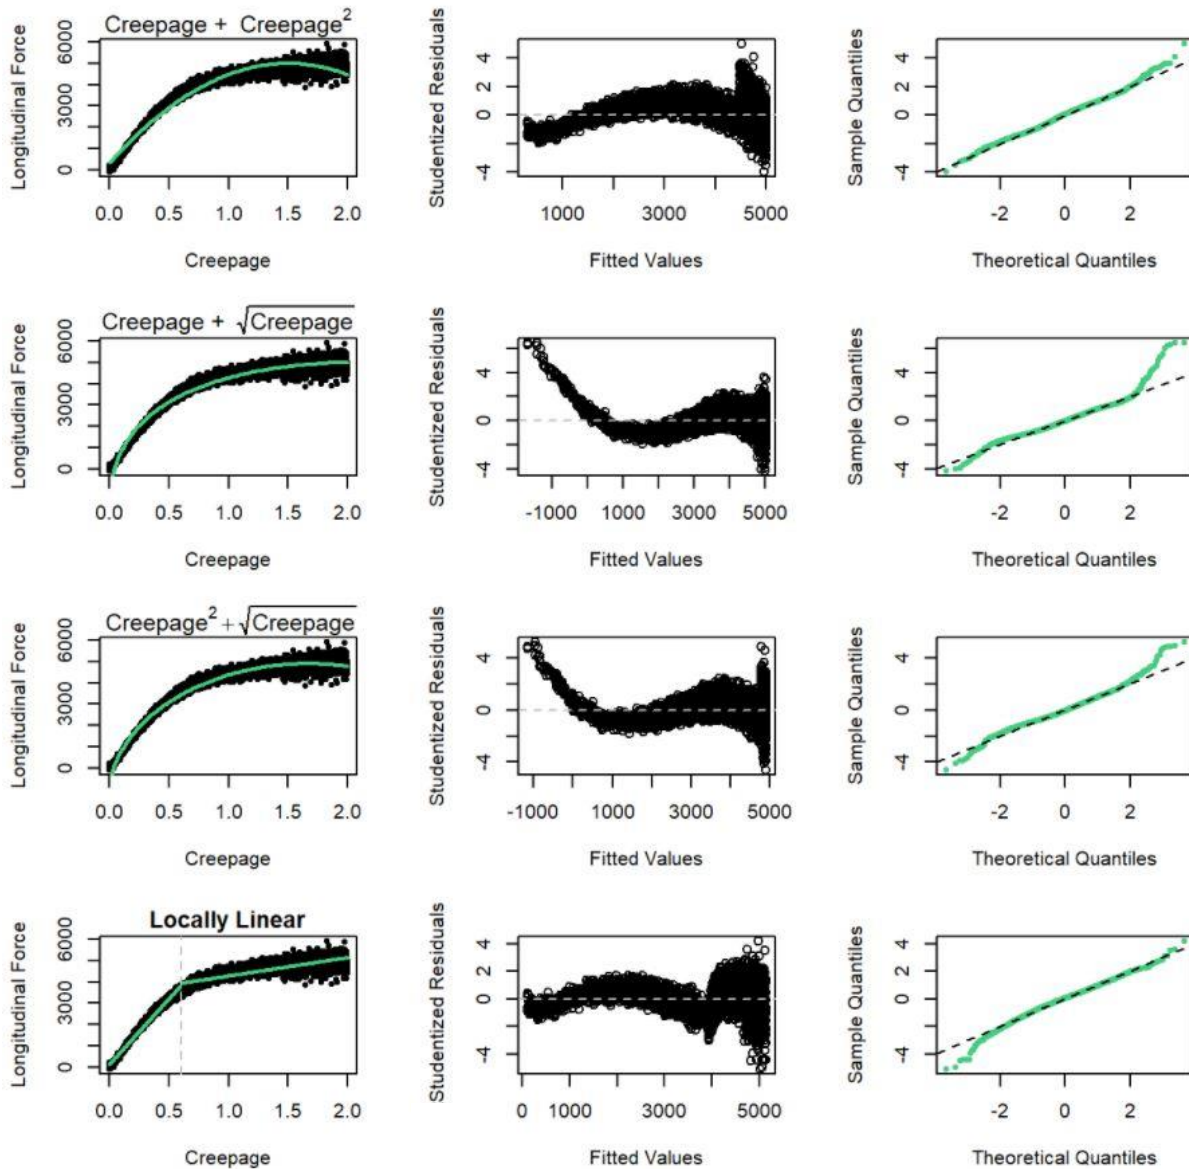 Creepage + Creepage²
Longitudinal Force
6000
3000
0
0.0 0.5 1.0 1.5 2.0
Creepage
Studentized Residuals
4
2
0
-4
1000 3000 5000
Fitted Values
Sample Quantiles
4
2
0
-4
-2 0 2
Theoretical Quantiles
Creepage + √Creepage
Longitudinal Force
6000
3000
0
0.0 0.5 1.0 1.5 2.0
Creepage
Studentized Residuals
4
0
-4
-1000 1000 3000 5000
Fitted Values
Sample Quantiles
4
0
-4
-2 0 2
Theoretical Quantiles
Creepage² + √Creepage
Longitudinal Force
6000
3000
0
0.0 0.5 1.0 1.5 2.0
Creepage
Studentized Residuals
4
0
-4
-1000 1000 3000 5000
Fitted Values
Sample Quantiles
4
0
-4
-2 0 2
Theoretical Quantiles
Locally Linear
Longitudinal Force
6000
3000
0
0.0 0.5 1.0 1.5 2.0
Creepage
Studentized Residuals
4
2
0
-4
0 1000 3000 5000
Fitted Values
Sample Quantiles
4
2
0
-4
-2 0 2
Theoretical Quantiles